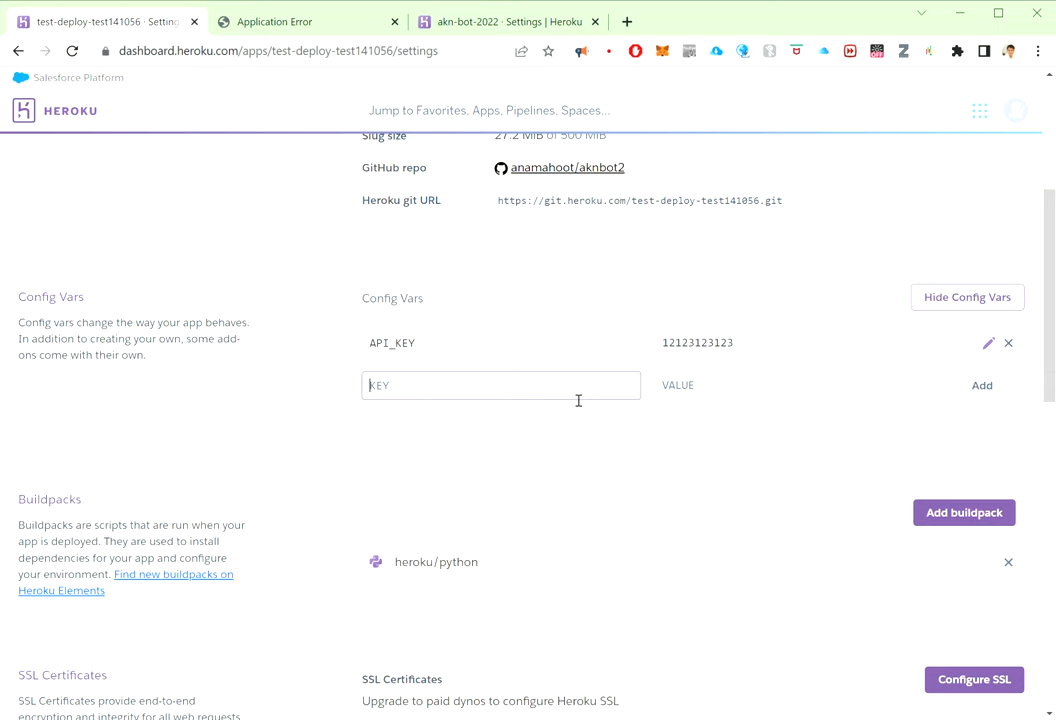 test-deploy-test141056 · Setting
Application Error
akn-bot-2022 · Settings | Heroku
dashboard.heroku.com/apps/test-deploy-test141056/settings
Salesforce Platform
HEROKU
Jump to Favorites, Apps, Pipelines, Spaces...
Slug size
27.2 MiB of 500 MiB
GitHub repo
anamahoot/aknbot2
Heroku git URL
https://git.heroku.com/test-deploy-test141056.git
Config Vars
Config vars change the way your app behaves.
In addition to creating your own, some add-
ons come with their own.
Config Vars
Hide Config Vars
API_KEY
12123123123
KEY
VALUE
Add
Buildpacks
Buildpacks are scripts that are run when your
app is deployed. They are used to install
dependencies for your app and configure
your environment. Find new buildpacks on
Heroku Elements
Add buildpack
heroku/python
SSL Certificates
SSL Certificates provide end-to-end
encryption and integrity for all web requests
SSL Certificates
Upgrade to paid dynos to configure Heroku SSL
Configure SSL